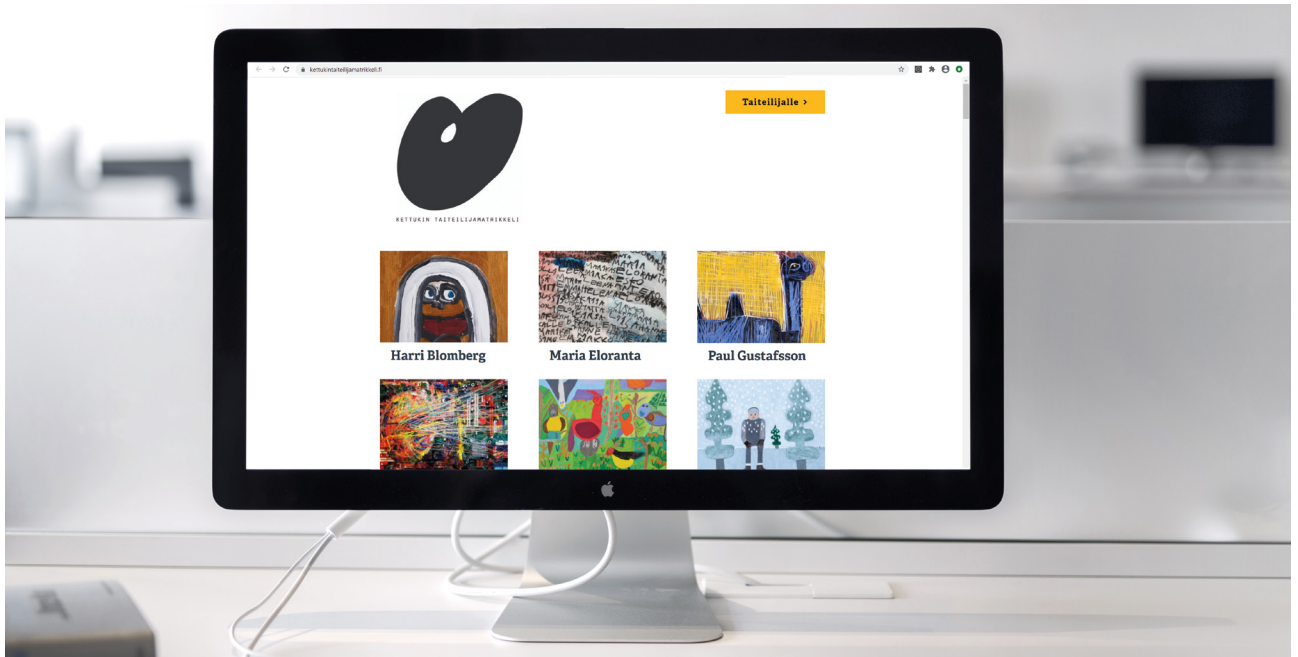 kettukintaiteilijamatrikkeli.fi
Taiteilijalle >
KETTUKIN TAITEILIJAMATRIKKELI
Harri Blomberg
Maria Eloranta
Paul Gustafsson